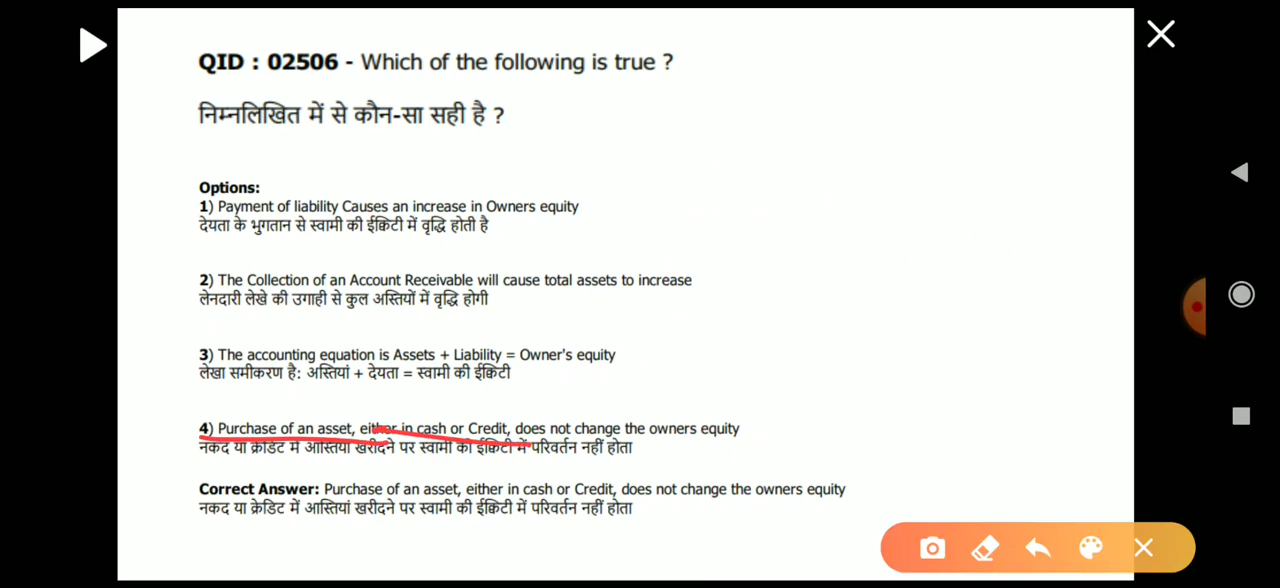 QID : 02506 - Which of the following is true ?
निम्नलिखित में से कौन-सा सही है ?
Options:
1) Payment of liability Causes an increase in Owners equity
देयता के भुगतान से स्वामी की ईक्विटी में वृद्धि होती है
2) The Collection of an Account Receivable will cause total assets to increase
लेनदारी लेखे की उगाही से कुल अस्तियों में वृद्धि होगी
3) The accounting equation is Assets + Liability = Owner's equity
लेखा समीकरण है: अस्तियां + देयता = स्वामी की ईक्विटी
4) Purchase of an asset, either in cash or Credit, does not change the owners equity
नकद या क्रेडिट में आस्तियां खरीदने पर स्वामी की ईक्विटी में परिवर्तन नहीं होता
Correct Answer: Purchase of an asset, either in cash or Credit, does not change the owners equity
नकद या क्रेडिट में आस्तियां खरीदने पर स्वामी की ईक्विटी में परिवर्तन नहीं होता